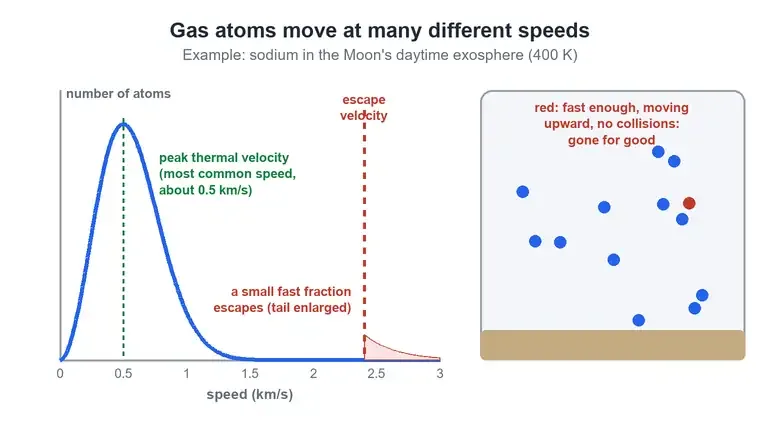 Gas atoms move at many different speeds
Example: sodium in the Moon's daytime exosphere (400 K)
number of atoms
escape
velocity
peak thermal velocity
(most common speed,
about 0.5 km/s)
a small fast fraction
escapes (tail enlarged)
0
0.5
1
1.5
2
2.5
3
speed (km/s)
red: fast enough, moving
upward, no collisions:
gone for good